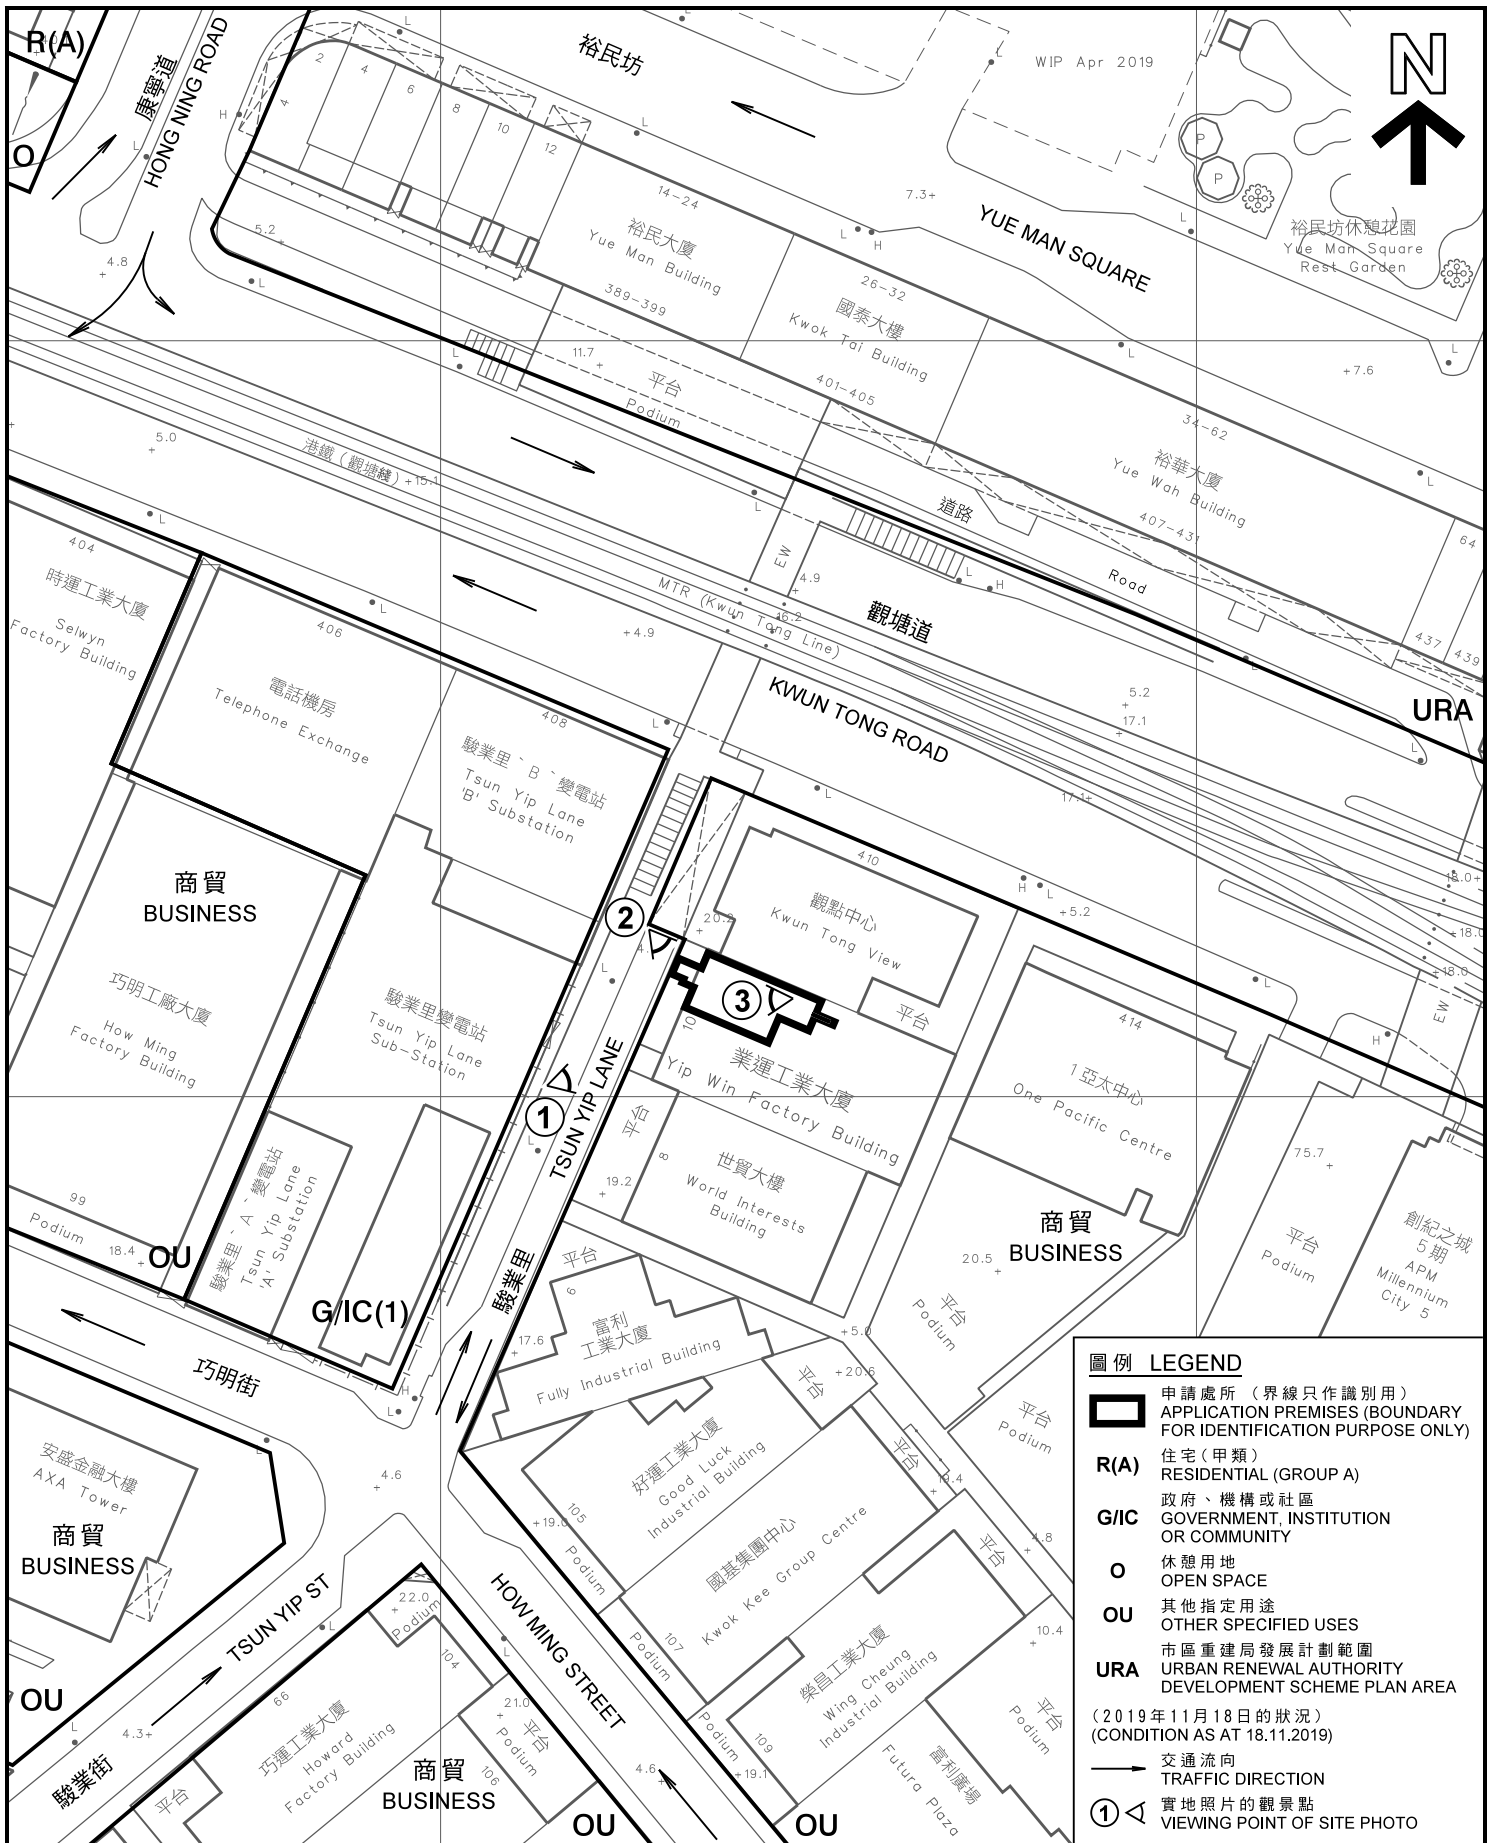 R(A)
O
康寧道
HONG NING ROAD
裕民坊
WIP Apr 2019
N
2
4
6
8
10
12
4
14-24
裕民大廈
Yue Man Building
389-399
7.3+
YUE MAN SQUARE
裕民坊休憩花園
Yue Man Square
Rest Garden
P
P
5.2
4.8
26-32
國泰大樓
Kwok Tai Building
401-405
11.7
平台
Podium
+7.6
34-62
裕華大廈
Yue Wah Building
407-431
64
437
439
5.0
港鐵（觀塘綫）
+15.1
道路
Road
EW
4.9
觀塘道
MTR (Kwun Tong Line)
16.2
+4.9
KWUN TONG ROAD
5.2
17.1
URA
17.1+
404
時運工業大廈
Selwyn
Factory Building
406
電話機房
Telephone Exchange
408
駿業里`B`變電站
Tsun Yip Lane
'B' Substation
商貿
BUSINESS
410
觀點中心
Kwun Tong View
20.2
+5.2
18.0+
+18.0
+18.0
EW
2
3
1
巧明工廠大廈
How Ming
Factory Building
駿業里變電站
Tsun Yip Lane
Sub-Station
平台
10
業運工業大廈
Yip Win Factory Building
414
1亞太中心
One Pacific Centre
TSUN YIP LANE
平台
8
世貿大樓
World Interests
Building
+19.2
75.7
+
駿業里`A`變電站
Tsun Yip Lane
'A' Substation
99
Podium
18.4
OU
G/IC(1)
駿業里
平台
6
富利
工業大廈
Fully Industrial Building
17.6
商貿
BUSINESS
20.5
平台
Podium
平台
Podium
創紀之城
5期
APM
Millennium
City 5
巧明街
+5.0
+20.6
平台
平台
Podium
平台
19.4
安盛金融大樓
AXA Tower
商貿
BUSINESS
4.6
好運工業大廈
Good Luck
Industrial Building
105
+19.0
Podium
國基集團中心
Kwok Kee Group Centre
107
Podium
平台
4.8
10.4
TSUN YIP ST
HOW MING STREET
22.0
Podium
104
榮昌工業大廈
Wing Cheung
Industrial Building
109
Podium
+19.1
平台
Podium
富利廣場
Futura Plaza
OU
4.3+
駿業街
66
巧運工業大廈
Howard
Factory Building
平台
21.0
平台
Podium
106
商貿
BUSINESS
4.6
OU
OU
圖例 LEGEND
申請處所（界線只作識別用）
APPLICATION PREMISES (BOUNDARY
FOR IDENTIFICATION PURPOSE ONLY)
R(A)
住宅(甲類)
RESIDENTIAL (GROUP A)
G/IC
政府、機構或社區
GOVERNMENT, INSTITUTION
OR COMMUNITY
O
休憩用地
OPEN SPACE
OU
其他指定用途
OTHER SPECIFIED USES
URA
市區重建局發展計劃範圍
URBAN RENEWAL AUTHORITY
DEVELOPMENT SCHEME PLAN AREA
(2019年11月18日的狀況)
(CONDITION AS AT 18.11.2019)
交通流向
TRAFFIC DIRECTION
1
實地照片的觀景點
VIEWING POINT OF SITE PHOTO